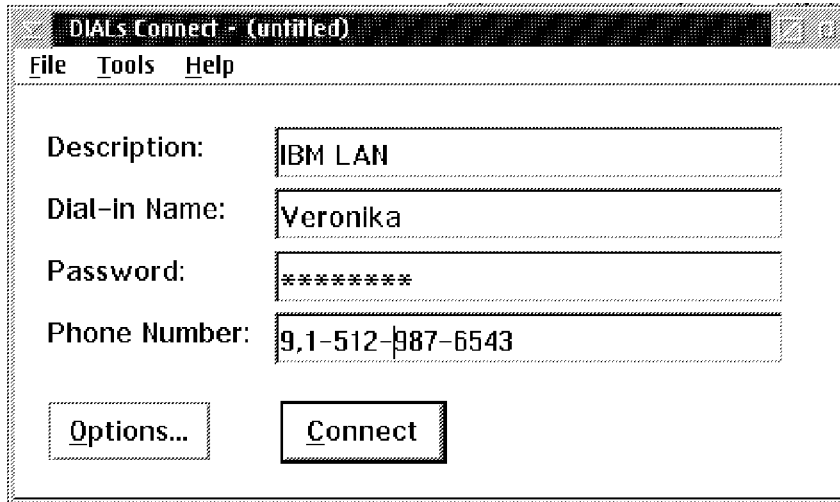 DIALs Connect - (untitled)
File Tools Help
Description: IBM LAN
Dial-in Name: Veronika
Password: ********
Phone Number: 9,1-512-987-6543
Options... Connect